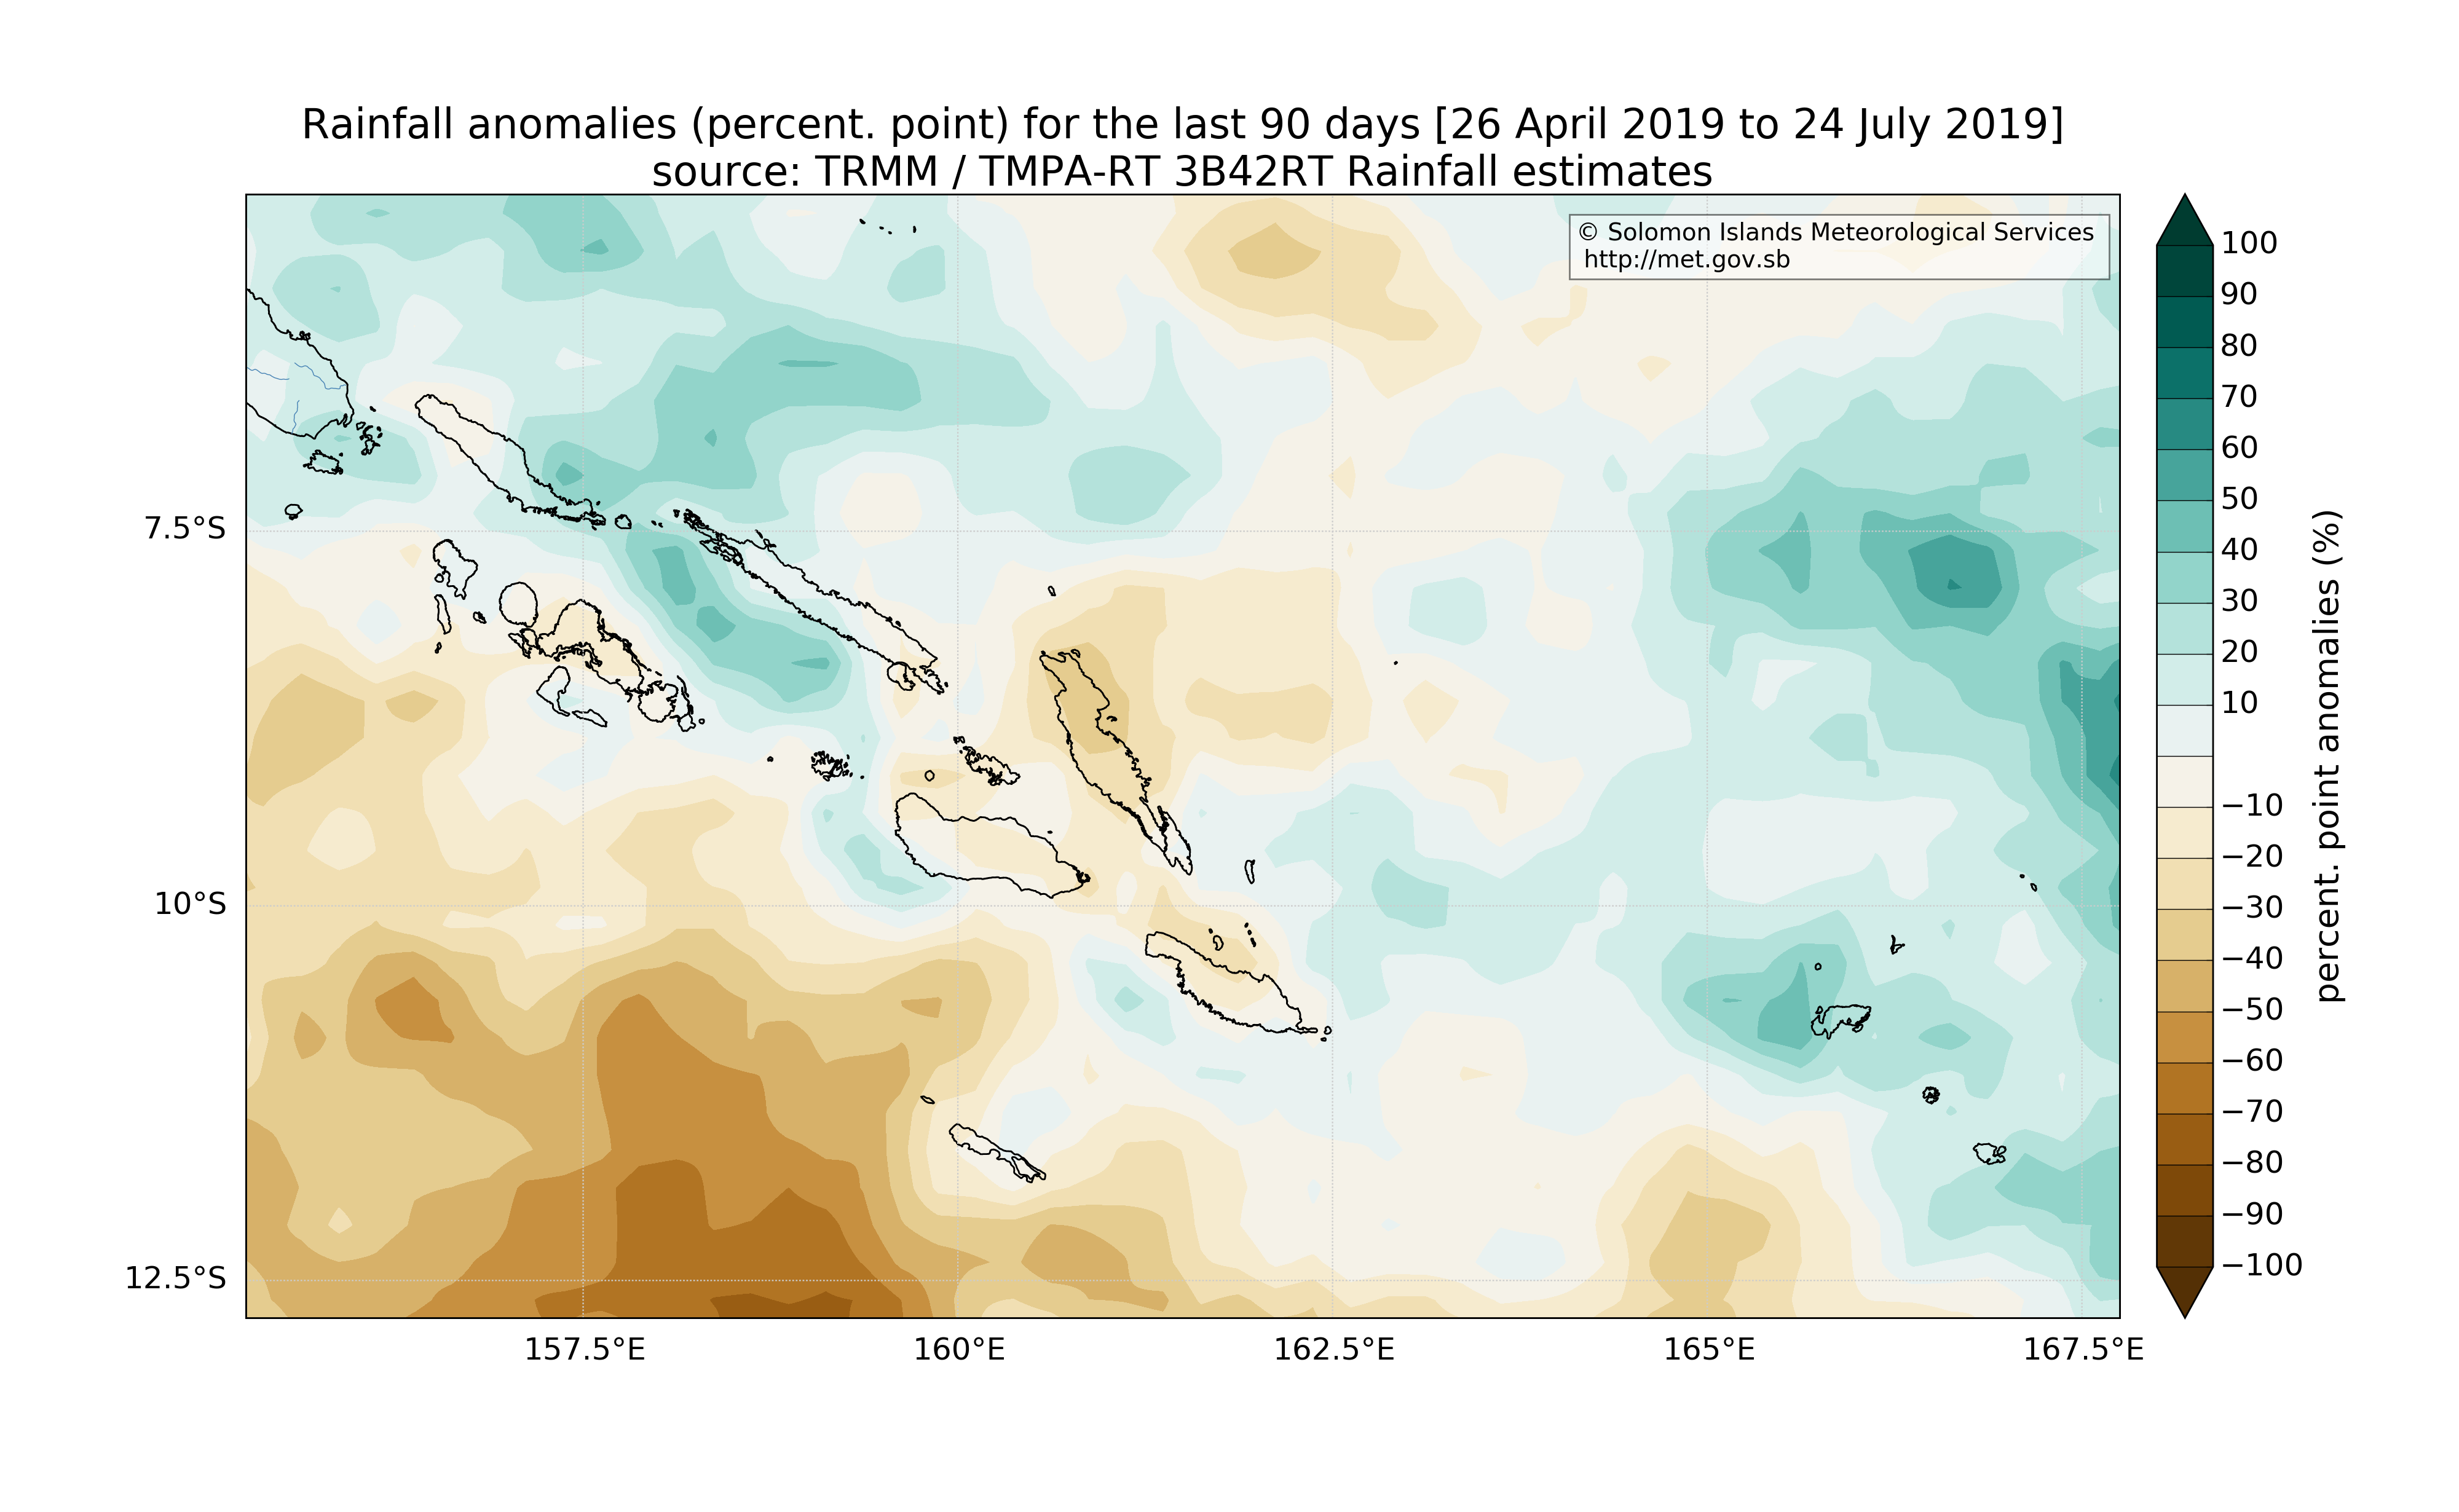 Rainfall anomalies (percent. point) for the last 90 days [26 April 2019 to 24 July 2019]
source: TRMM / TMPA-RT 3B42RT Rainfall estimates
© Solomon Islands Meteorological Services
http://met.gov.sb
7.5°S
10°S
12.5°S
157.5°E
160°E
162.5°E
165°E
167.5°E
100
90
80
70
60
50
40
30
20
10
−10
−20
−30
−40
−50
−60
−70
−80
−90
−100
percent. point anomalies (%)